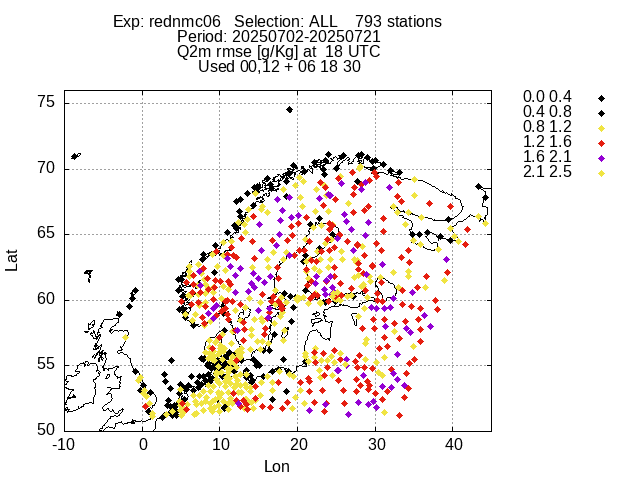 Exp: rednmc06   Selection: ALL    793 stations
Period: 20250702-20250721
Q2m rmse [g/Kg] at  18 UTC
Used 00,12 + 06 18 30
0.0 0.4
0.4 0.8
0.8 1.2
1.2 1.6
1.6 2.1
2.1 2.5
75
70
65
60
55
50
Lat
-10 0 10 20 30 40
Lon